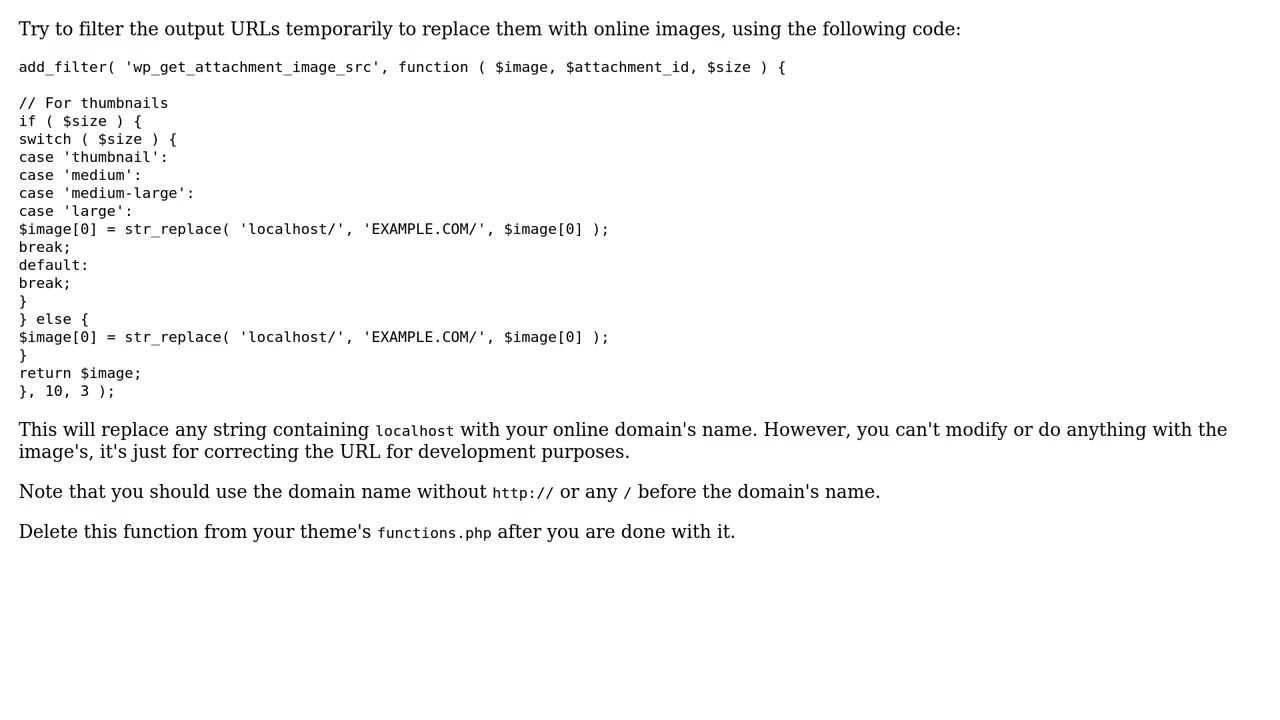 Try to filter the output URLs temporarily to replace them with online images, using the following code:
add_filter( 'wp_get_attachment_image_src', function ( $image, $attachment_id, $size ) {
// For thumbnails
if ( $size ) {
switch ( $size ) {
case 'thumbnail':
case 'medium':
case 'medium-large':
case 'large':
$image[0] = str_replace( 'localhost/', 'EXAMPLE.COM/', $image[0] );
break;
default:
break;
}
} else {
$image[0] = str_replace( 'localhost/', 'EXAMPLE.COM/', $image[0] );
}
return $image;
}, 10, 3 );
This will replace any string containing localhost with your online domain's name. However, you can't modify or do anything with the
image's, it's just for correcting the URL for development purposes.
Note that you should use the domain name without http:// or any / before the domain's name.
Delete this function from your theme's functions.php after you are done with it.